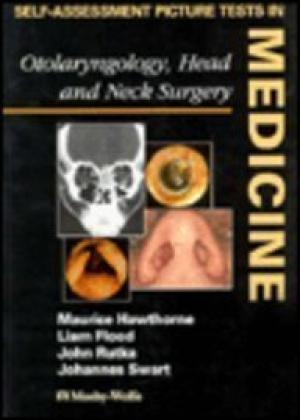 SELF-ASSESSMENT PICTURE TESTS IN
MEDICINE
Otolaryngology, Head
and Neck Surgery
Maurice Hawthorne
Liam Flood
John Rutka
Johannes Swart
Mosby-Wolfe